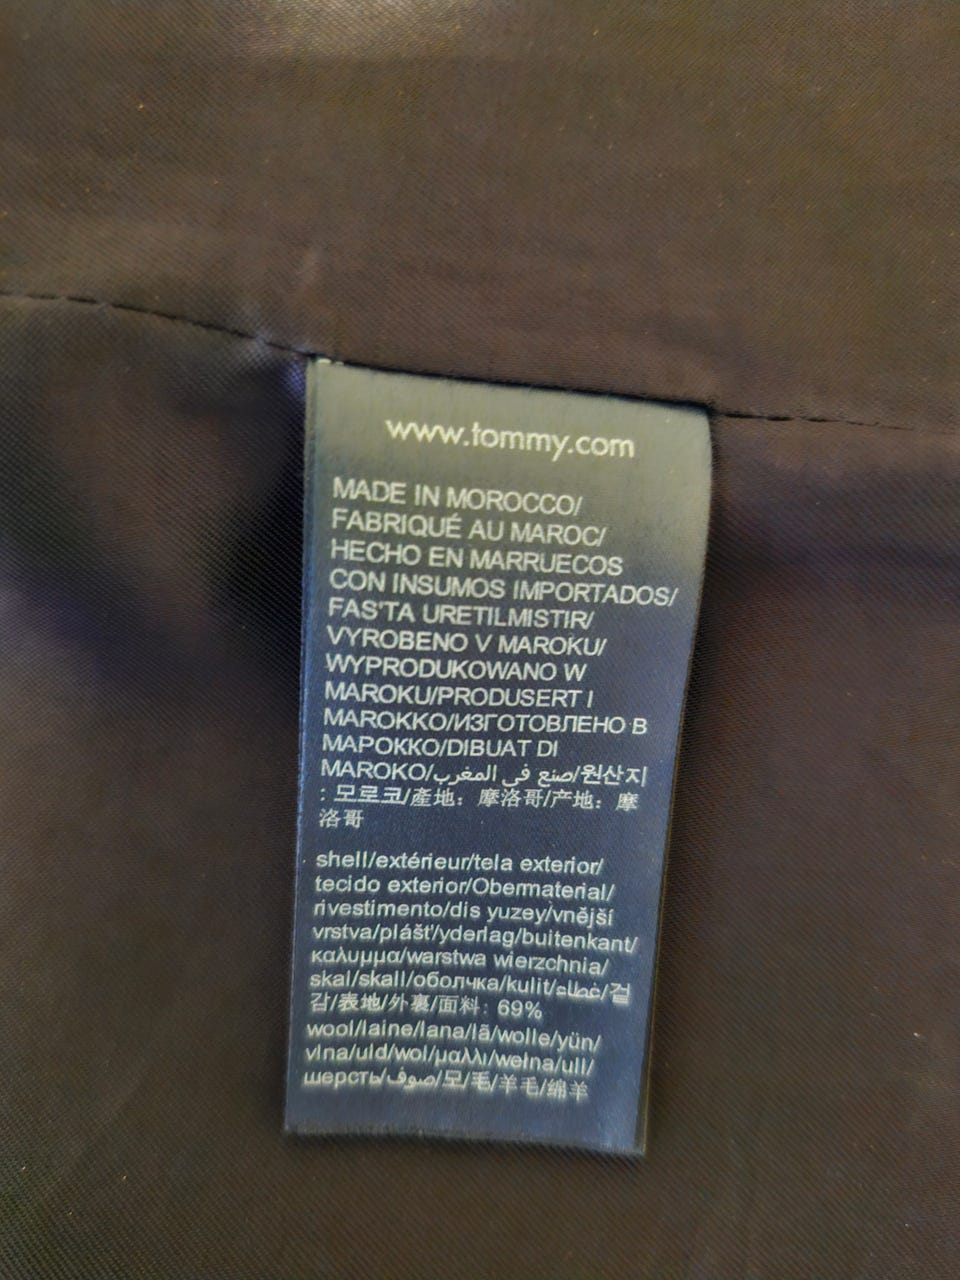 www.tommy.com
MADE IN MOROCCO/
FABRIQUÉ AU MAROC/
HECHO EN MARRUECOS
CON INSUMOS IMPORTADOS/
FAS'TA URETILMISTIR/
VYROBENO V MAROKU/
WYPRODUKOWANO W
MAROKU/PRODUSERT I
MAROKKO/ИЗГОТОВЛЕНО В
МАРОККО/DIBUAT DI
MAROKO/صنع في المغرب/원산지
: 모로코/產地：摩洛哥/产地：摩
洛哥
shell/extérieur/tela exterior/
tecido exterior/Obermaterial/
rivestimento/dis yuzey/vnější
vrstva/plášť/yderlag/buitenkant/
καλυμμα/warstwa wierzchnia/
skal/skall/оболчка/kulit/غطاء/겉
감/表地/外裏/面料: 69%
wool/laine/lana/lã/wolle/yün/
vlna/uld/wol/μαλλι/wełna/ull/
шерсть/صوف/모/毛/羊毛/绵羊